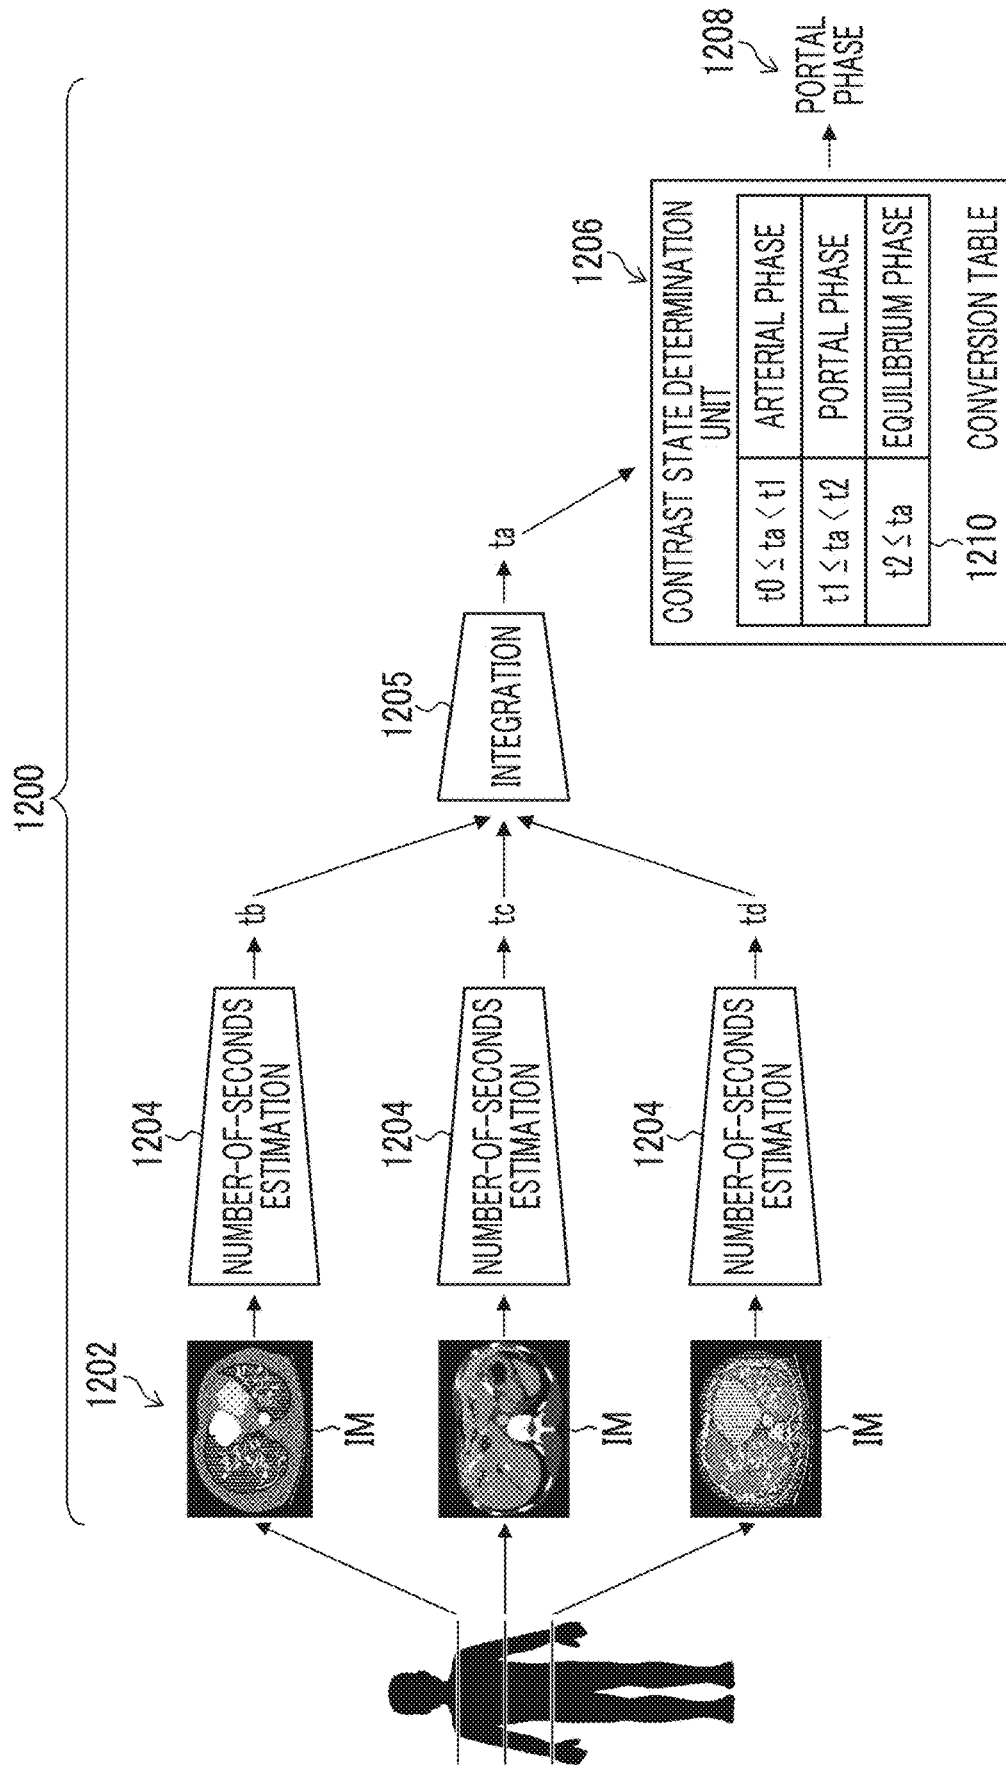 1200
1202
IM
IM
IM
1204
NUMBER-OF-SECONDS
ESTIMATION
1204
NUMBER-OF-SECONDS
ESTIMATION
1204
NUMBER-OF-SECONDS
ESTIMATION
tb
tc
td
1205
INTEGRATION
ta
1206
CONTRAST STATE DETERMINATION
UNIT
t0 ≤ ta < t1 ARTERIAL PHASE
t1 ≤ ta < t2 PORTAL PHASE
t2 ≤ ta EQUILIBRIUM PHASE
1210 CONVERSION TABLE
1208
PORTAL
PHASE